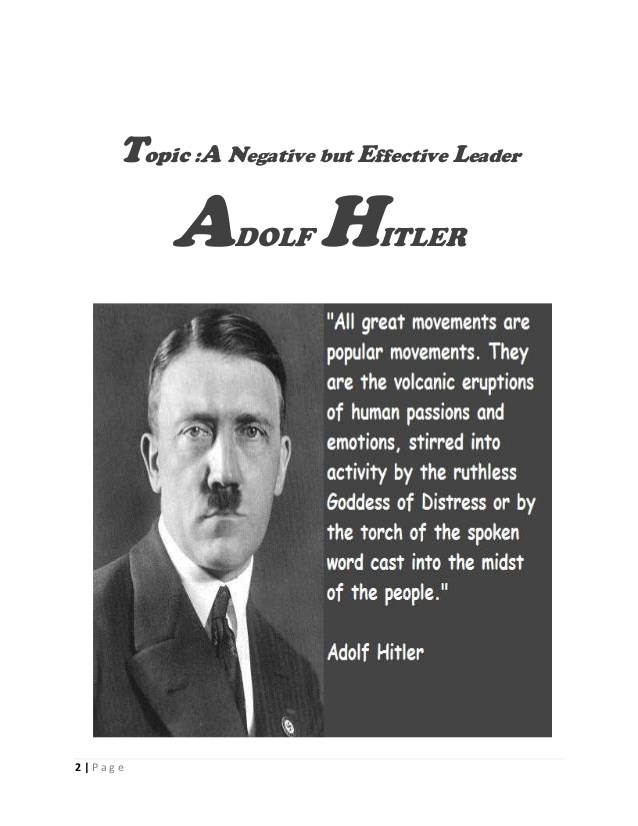 Topic :A Negative but Effective Leader
ADOLF HITLER
"All great movements are
popular movements. They
are the volcanic eruptions
of human passions and
emotions, stirred into
activity by the ruthless
Goddess of Distress or by
the torch of the spoken
word cast into the midst
of the people."
Adolf Hitler
2 | Page